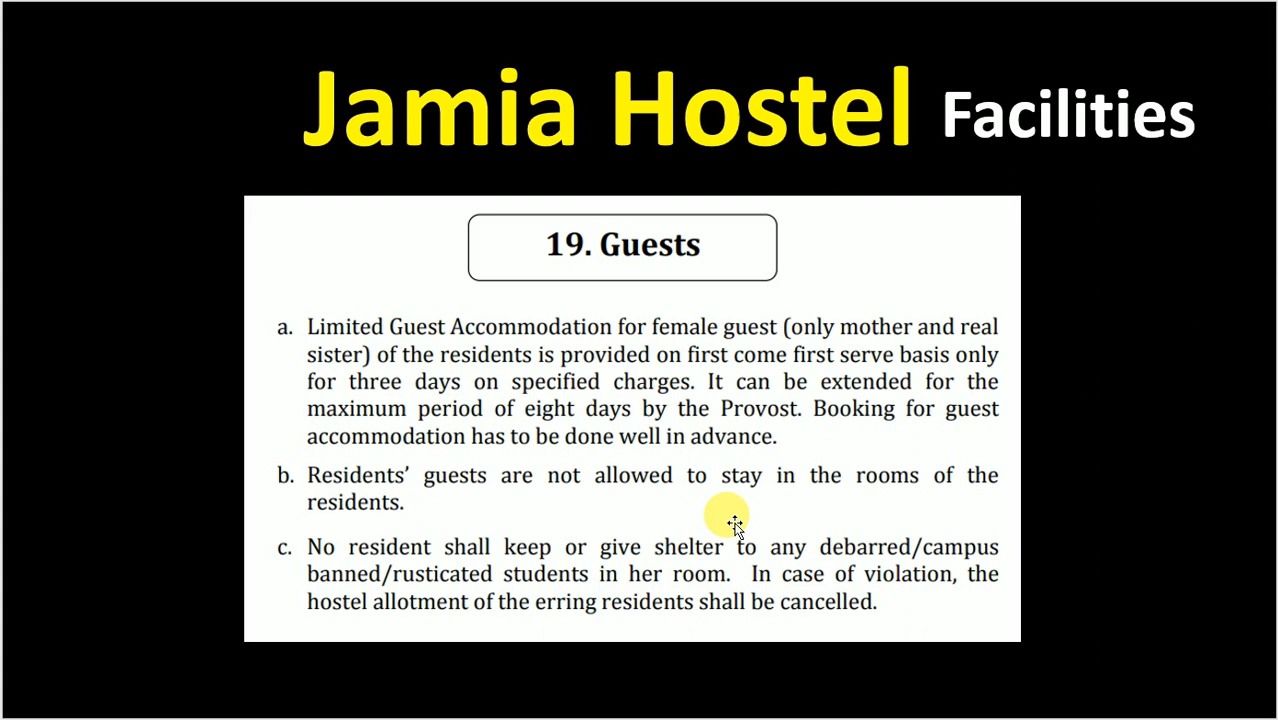 Jamia Hostel Facilities
19. Guests
a. Limited Guest Accommodation for female guest (only mother and real
sister) of the residents is provided on first come first serve basis only
for three days on specified charges. It can be extended for the
maximum period of eight days by the Provost. Booking for guest
accommodation has to be done well in advance.
b. Residents’ guests are not allowed to stay in the rooms of the
residents.
c. No resident shall keep or give shelter to any debarred/campus
banned/rusticated students in her room. In case of violation, the
hostel allotment of the erring residents shall be cancelled.